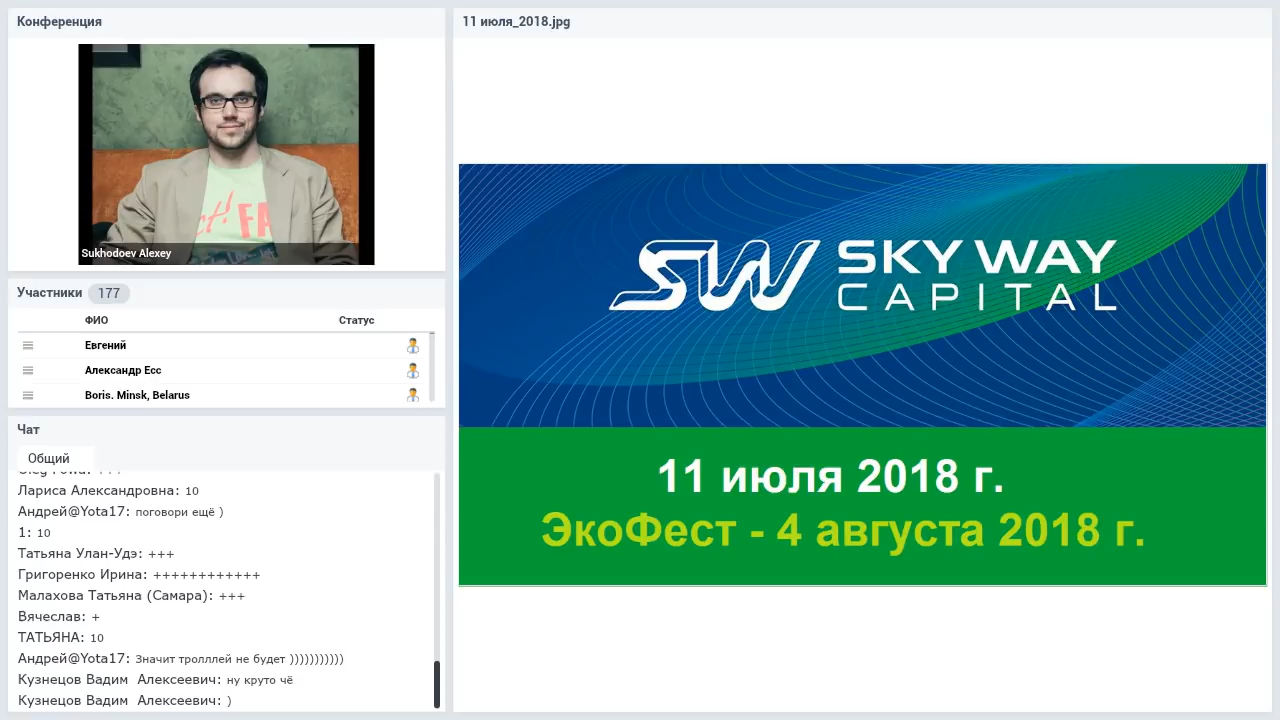 Конференция
Sukhodoev Alexey
Участники 177
ФИО Статус
Евгений
Александр Есс
Boris. Minsk, Belarus
Чат
Общий
Лариса Александровна: 10
Андрей@Yota17: поговори ещё )
1: 10
Татьяна Улан-Удэ: +++
Григоренко Ирина: ++++++++++++
Малахова Татьяна (Самара): +++
Вячеслав: +
ТАТЬЯНА: 10
Андрей@Yota17: Значит тролллей не будет )))))))))))
Кузнецов Вадим Алексеевич: ну круто чё
Кузнецов Вадим Алексеевич: )
11 июля_2018.jpg
SW SKY WAY
CAPITAL
11 июля 2018 г.
ЭкоФест - 4 августа 2018 г.